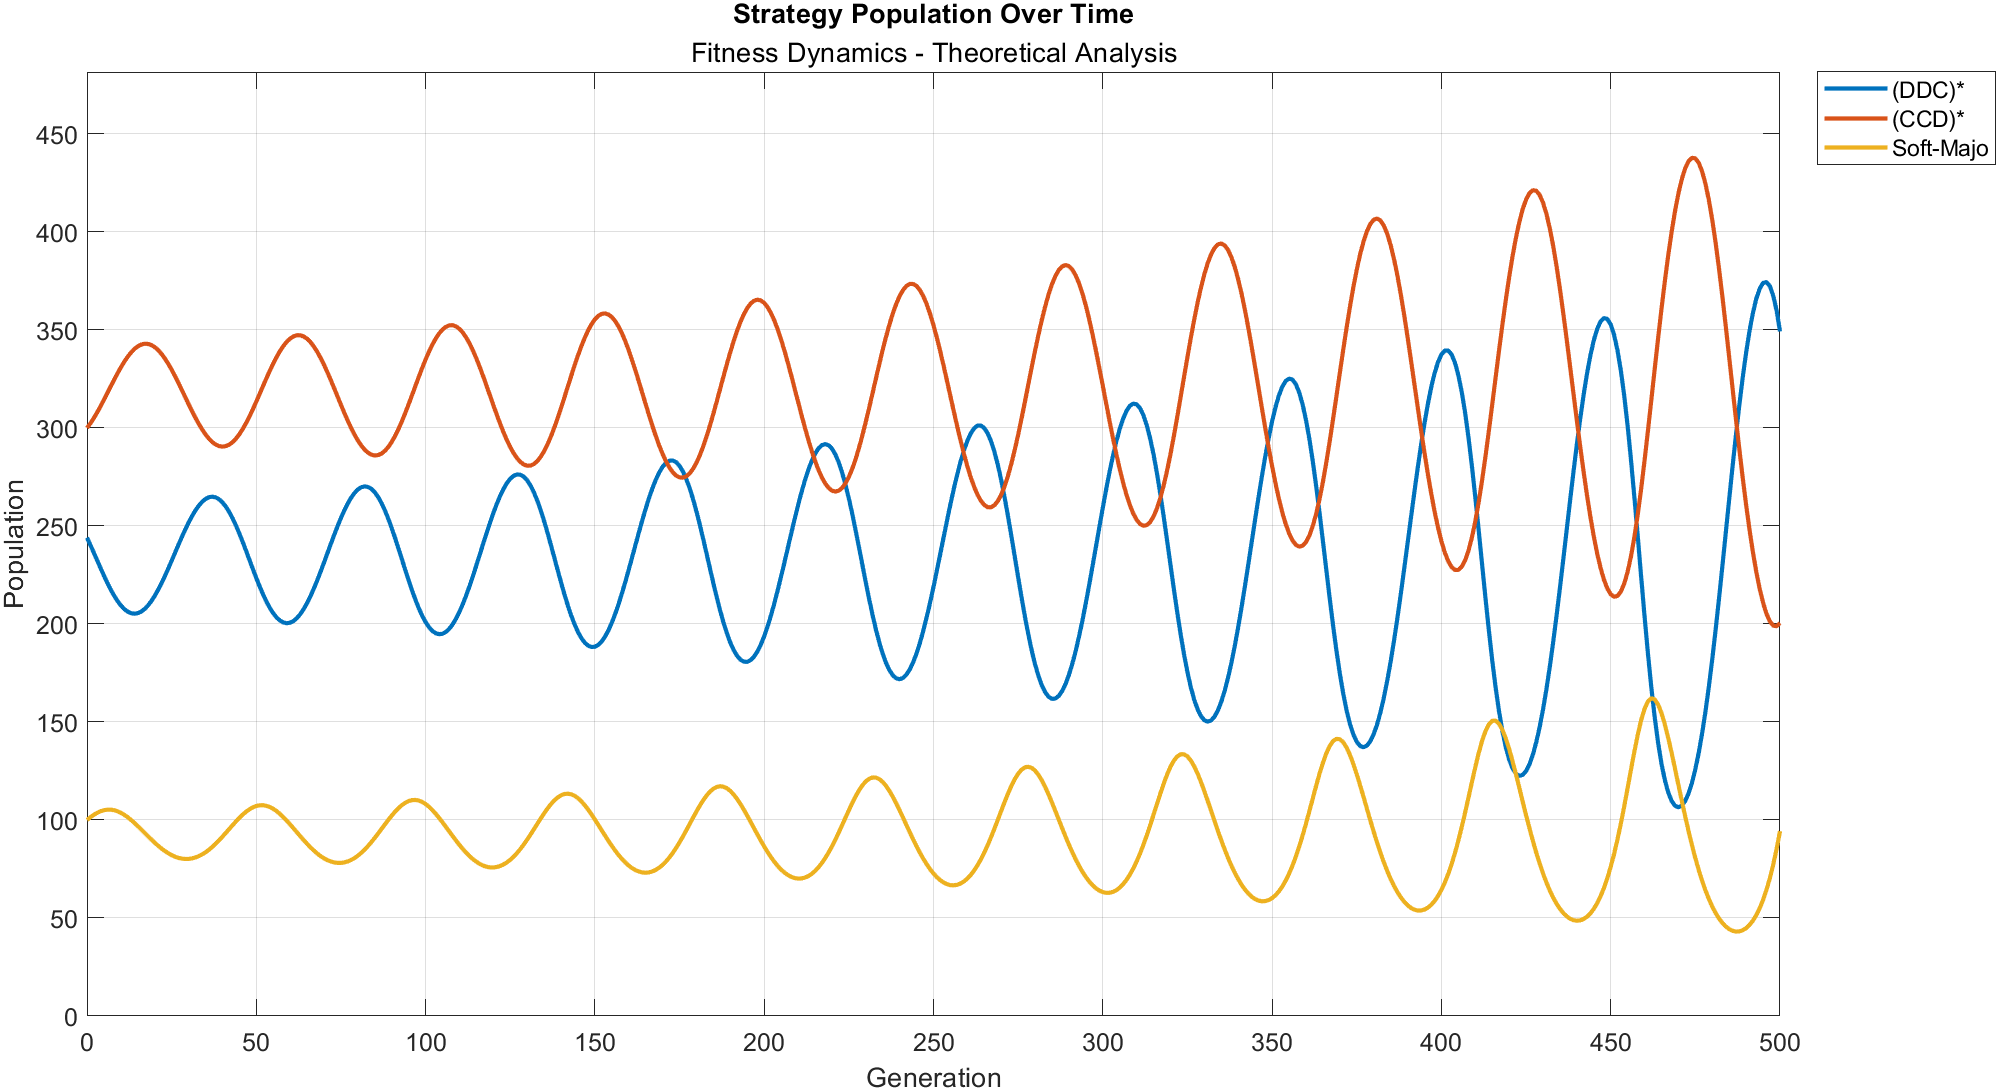 Strategy Population Over Time
Fitness Dynamics - Theoretical Analysis
(DDC)*
(CCD)*
Soft-Majo
Population
450
400
350
300
250
200
150
100
50
0
0 50 100 150 200 250 300 350 400 450 500
Generation